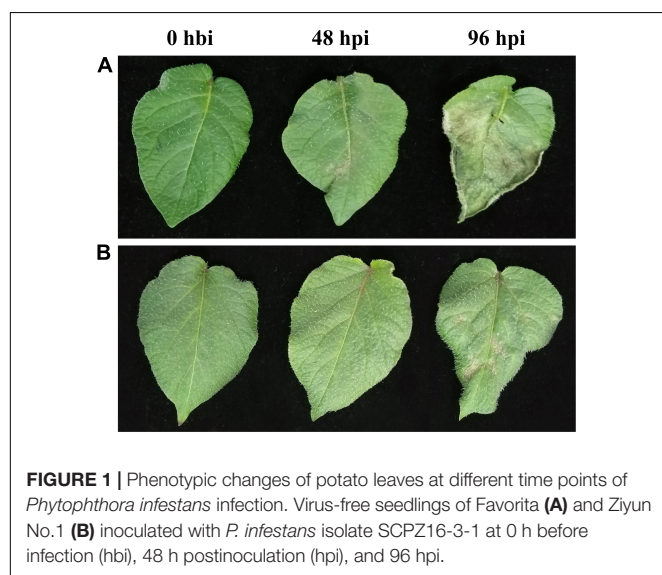 0 hbi 48 hpi 96 hpi
A
B
FIGURE 1 | Phenotypic changes of potato leaves at different time points of
Phytophthora infestans infection. Virus-free seedlings of Favorita (A) and Ziyun
No.1 (B) inoculated with P. infestans isolate SCPZ16-3-1 at 0 h before
infection (hbi), 48 h postinoculation (hpi), and 96 hpi.